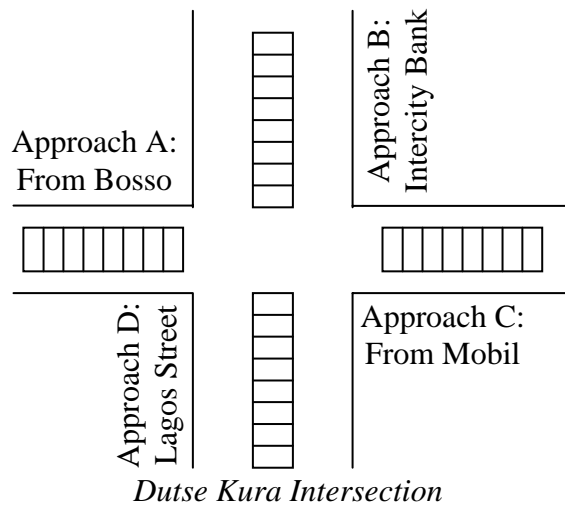 Approach A:
From Bosso
Approach B:
Intercity Bank
Approach D:
Lagos Street
Approach C:
From Mobil
Dutse Kura Intersection